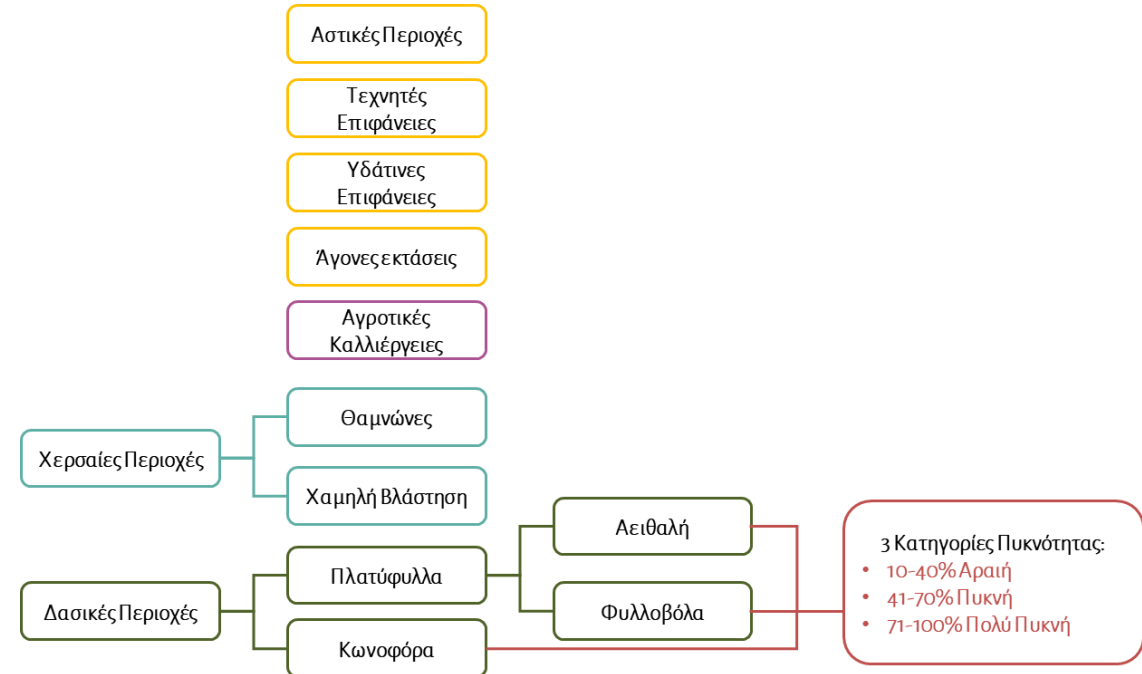 Αστικές Περιοχές
Τεχνητές
Επιφάνειες
Υδάτινες
Επιφάνειες
Άγονες εκτάσεις
Αγροτικές
Καλλιέργειες
Χερσαίες Περιοχές
Θαμνώνες
Χαμηλή Βλάστηση
Δασικές Περιοχές
Πλατύφυλλα
Κωνοφόρα
Αειθαλή
Φυλλοβόλα
3 Κατηγορίες Πυκνότητας:
• 10-40% Αραιή
• 41-70% Πυκνή
• 71-100% Πολύ Πυκνή